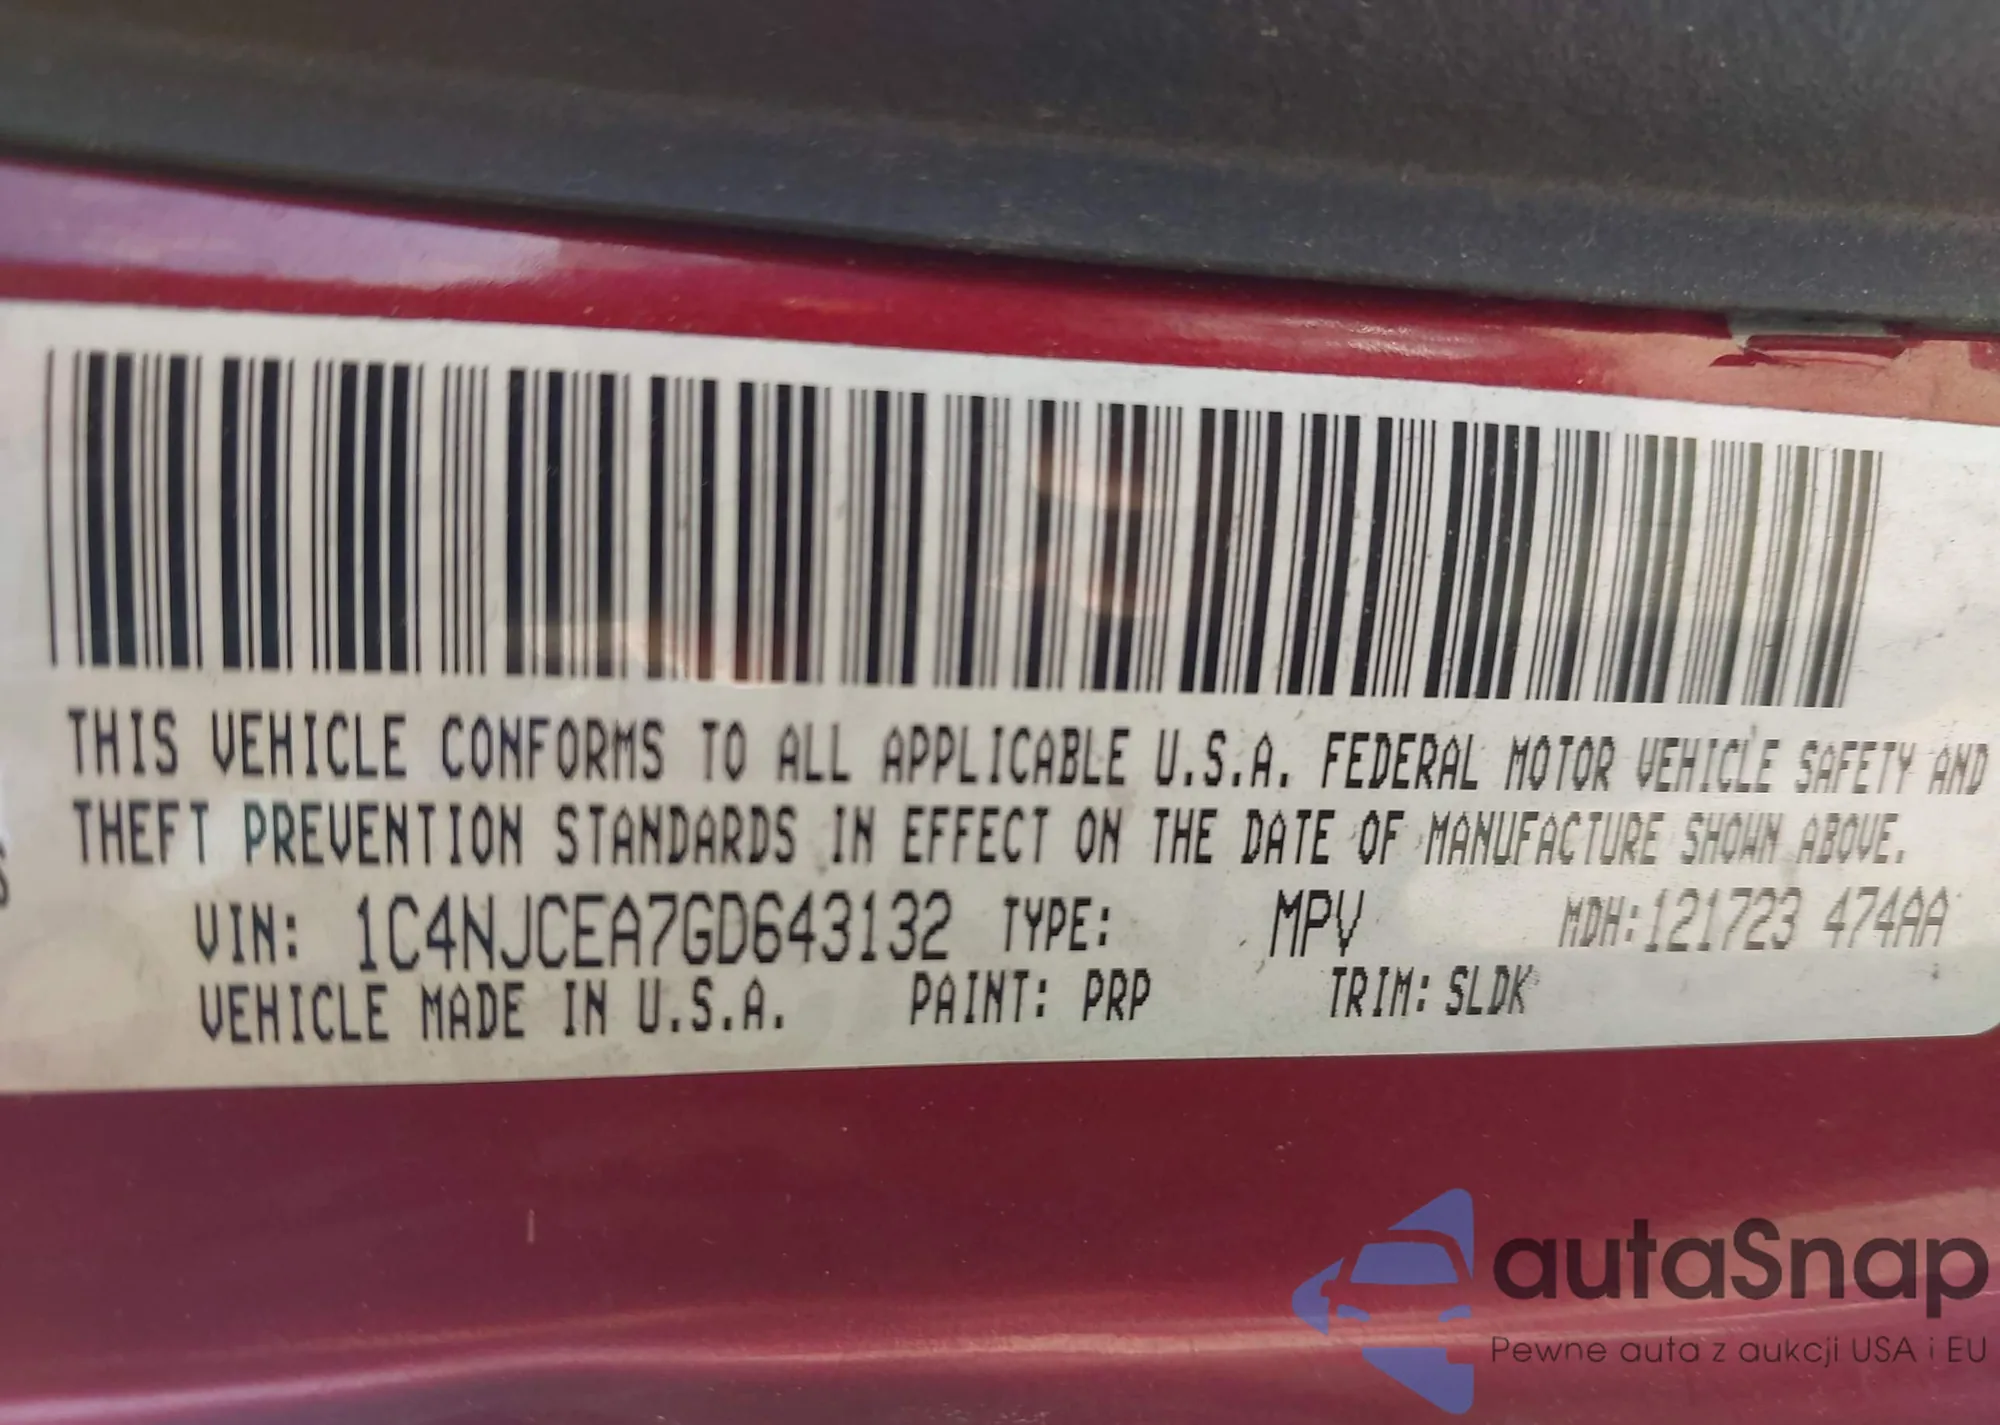 THIS VEHICLE CONFORMS TO ALL APPLICABLE U.S.A. FEDERAL MOTOR VEHICLE SAFETY AND
THEFT PREVENTION STANDARDS IN EFFECT ON THE DATE OF MANUFACTURE SHOWN ABOVE.
VIN: 1C4NJCEA7GD643132 TYPE: MPV MDH:121723 474AA
VEHICLE MADE IN U.S.A. PAINT: PRP TRIM: SLDK
autaSnap
Pewne auta z aukcji USA i EU